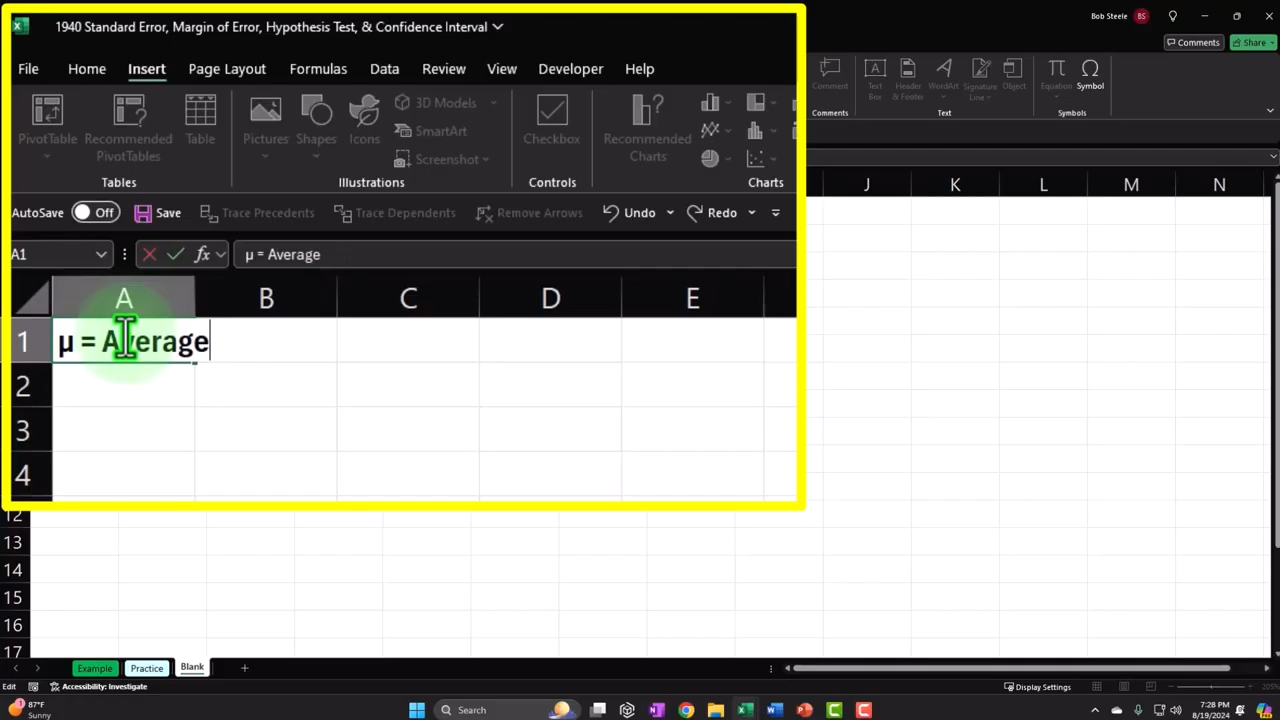 1940 Standard Error, Margin of Error, Hypothesis Test, & Confidence Interval
Bob Steele BS
File Home Insert Page Layout Formulas Data Review View Developer Help
Comments Share
PivotTable
Recommended PivotTables
Table
Tables
Pictures
Shapes
Icons
3D Models
SmartArt
Screenshot
Illustrations
Checkbox
Controls
Recommended Charts
Charts
Comment
Comments
Text Box
Header & Footer
WordArt
Signature Line
Object
Text
Equation
Symbol
Symbols
AutoSave Off Save Trace Precedents Trace Dependents Remove Arrows Undo Redo
A1 fx µ = Average
A B C D E J K L M N
1 µ = Average
2
3
4
12
13
14
15
16
17
Example Practice Blank
Edit Accessibility: Investigate Display Settings 205%
87°F
Sunny
Search
7:28 PM
8/19/2024